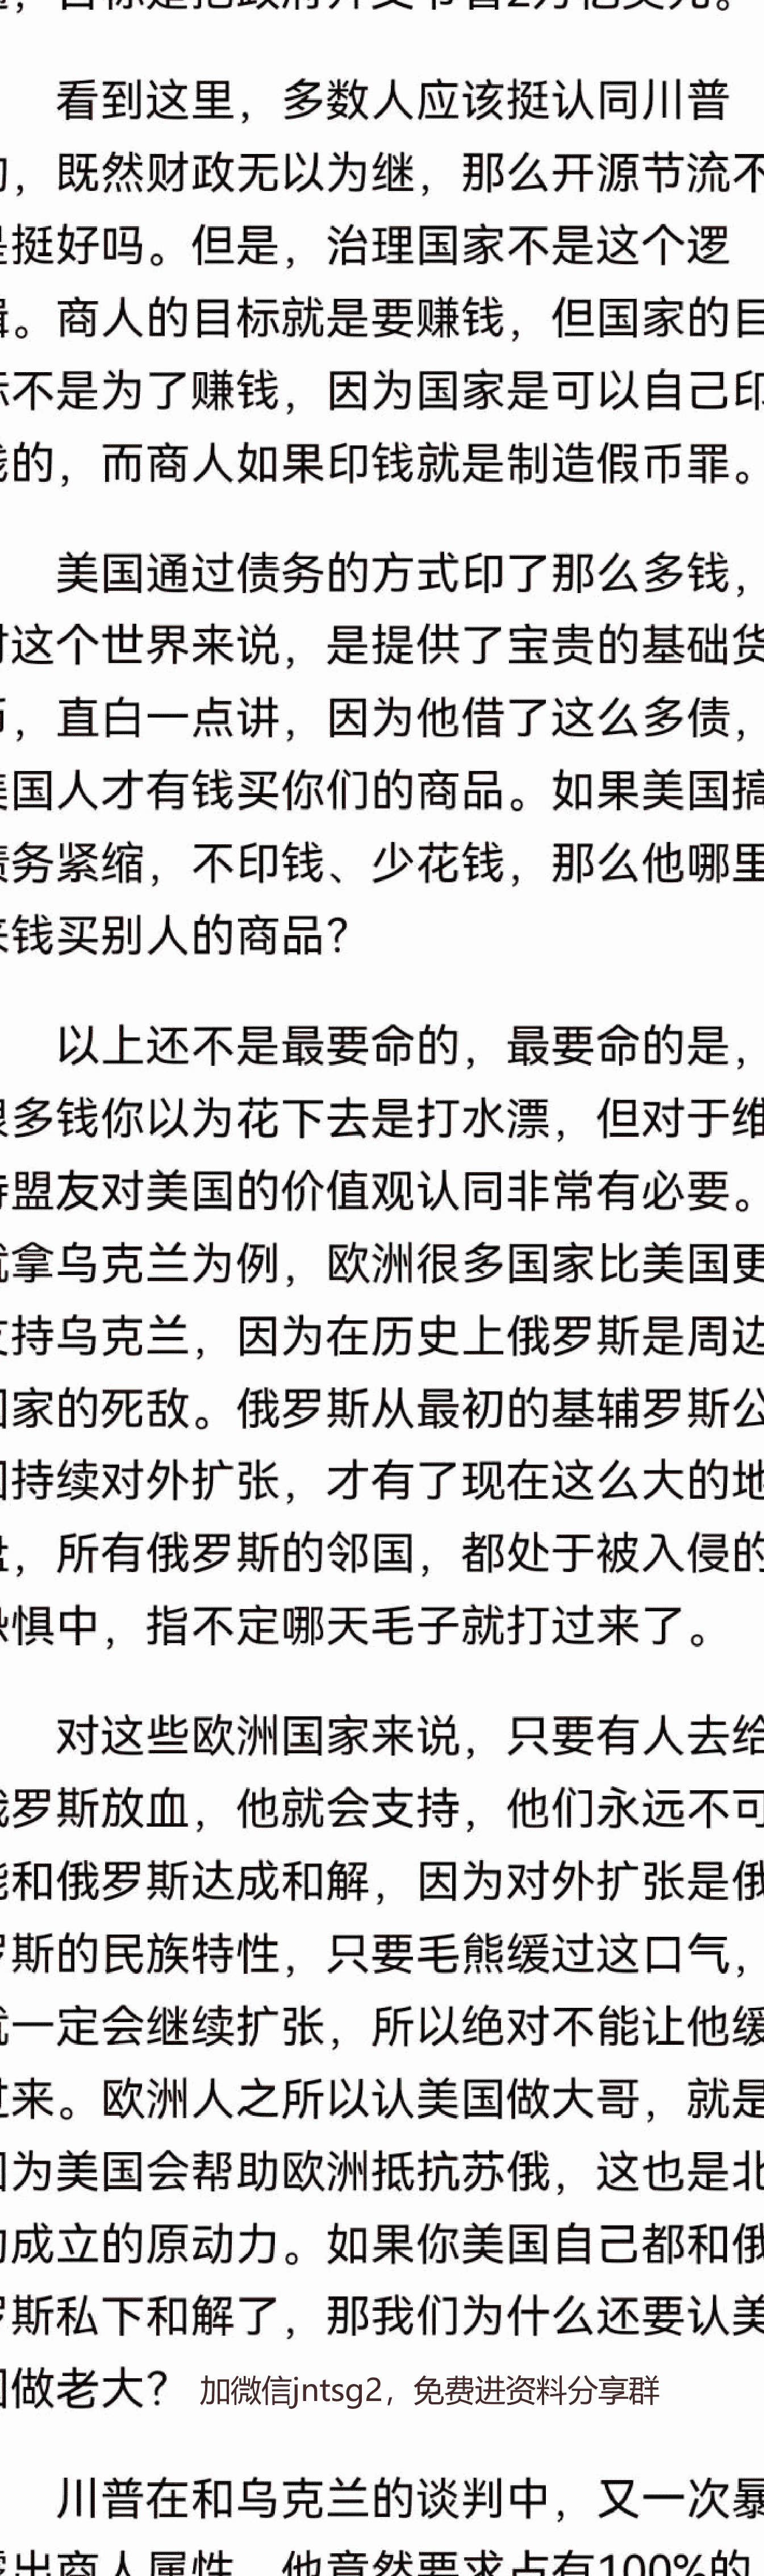 ，目标是把政府开支节省2万亿美元。
看到这里，多数人应该挺认同川普
的，既然财政无以为继，那么开源节流不
是挺好吗。但是，治理国家不是这个逻
辑。商人的目标就是要赚钱，但国家的目
标不是为了赚钱，因为国家是可以自己印
钱的，而商人如果印钱就是制造假币罪。
美国通过债务的方式印了那么多钱，
对这个世界来说，是提供了宝贵的基础货
币，直白一点讲，因为他借了这么多债，
美国人才有钱买你们的商品。如果美国搞
债务紧缩，不印钱、少花钱，那么他哪里
来钱买别人的商品？
以上还不是最要命的，最要命的是，
很多钱你以为花下去是打水漂，但对于维
持盟友对美国的价值观认同非常有必要。
就拿乌克兰为例，欧洲很多国家比美国更
支持乌克兰，因为在历史上俄罗斯是周边
国家的死敌。俄罗斯从最初的基辅罗斯公
国持续对外扩张，才有了现在这么大的地
盘，所有俄罗斯的邻国，都处于被入侵的
恐惧中，指不定哪天毛子就打过来了。
对这些欧洲国家来说，只要有人去给
俄罗斯放血，他就会支持，他们永远不可
能和俄罗斯达成和解，因为对外扩张是俄
罗斯的民族特性，只要毛熊缓过这口气，
就一定会继续扩张，所以绝对不能让他缓
过来。欧洲人之所以认美国做大哥，就是
因为美国会帮助欧洲抵抗苏俄，这也是北
约成立的原动力。如果你美国自己都和俄
罗斯私下和解了，那我们为什么还要认美
国做老大？ 加微信jntsg2，免费进资料分享群
川普在和乌克兰的谈判中，又一次暴
露出商人属性，他竟然要求占有100%的